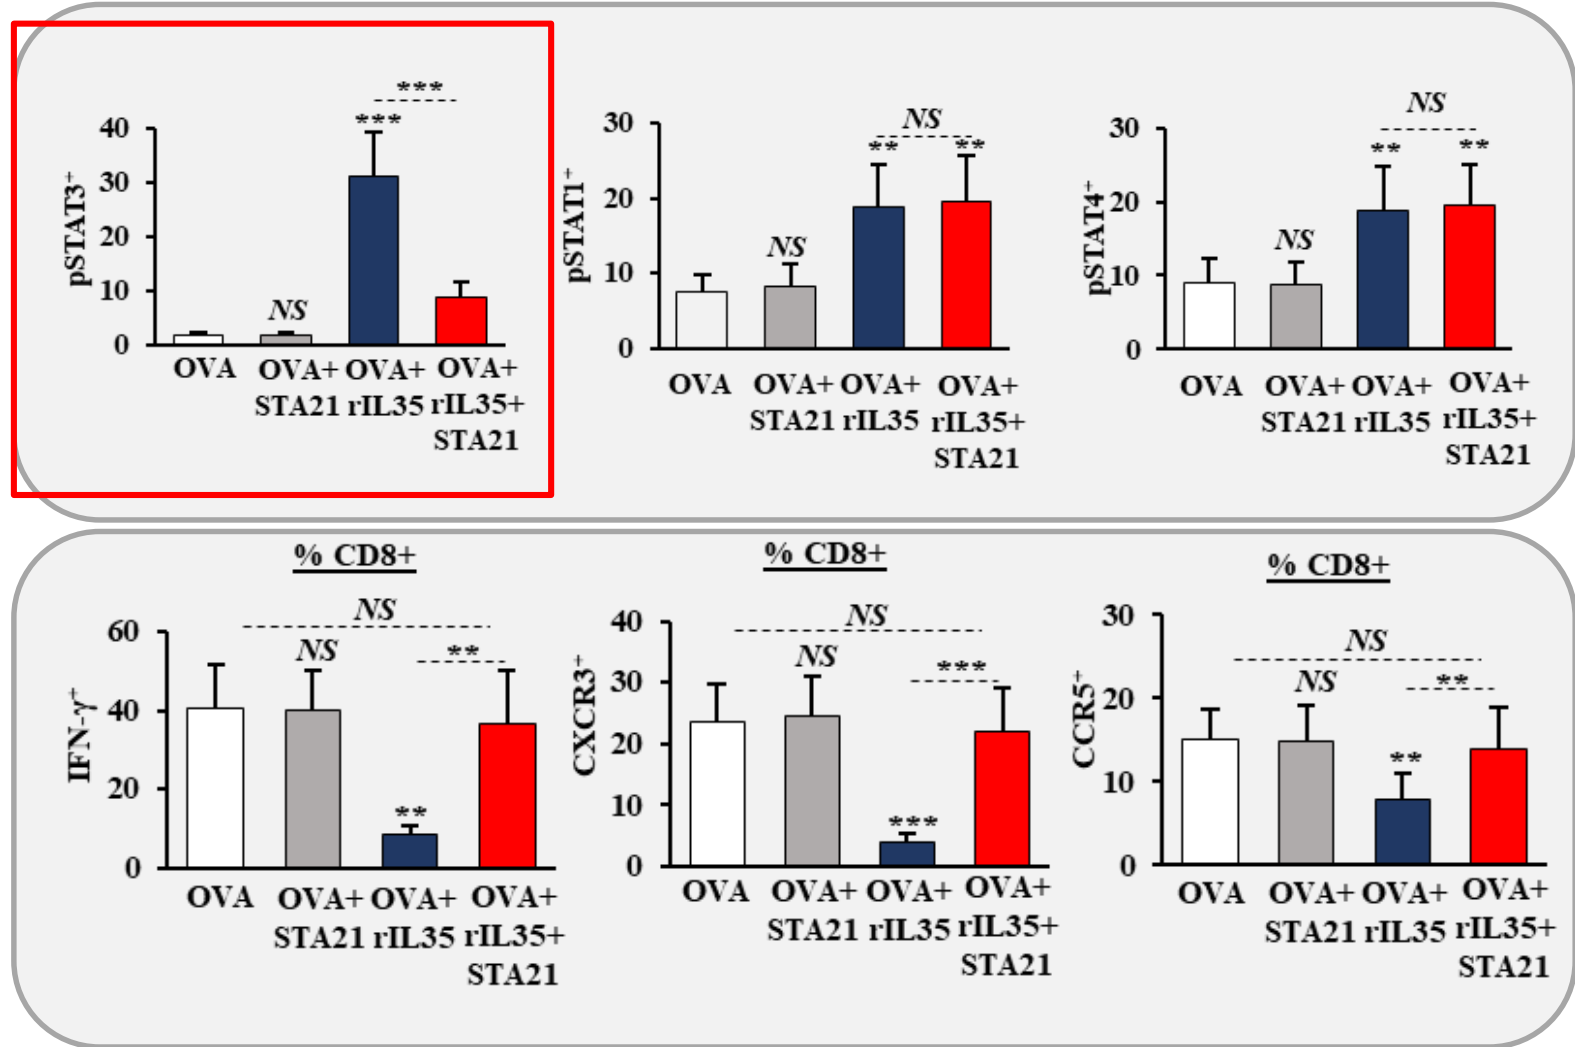 ***
***
40
30
20
10
0
pSTAT3+
NS
OVA OVA+ OVA+ OVA+
STA21 rIL35 rIL35+
STA21
NS
** **
30
20
10
0
pSTAT1+
NS
OVA OVA+ OVA+ OVA+
STA21 rIL35 rIL35+
STA21
NS
** **
30
20
10
0
pSTAT4+
NS
OVA OVA+ OVA+ OVA+
STA21 rIL35 rIL35+
STA21
% CD8+
NS
NS
**
60
40
20
0
IFN-γ+
**
OVA OVA+ OVA+ OVA+
STA21 rIL35 rIL35+
STA21
% CD8+
NS
NS
***
40
30
20
10
0
CXCR3+
***
OVA OVA+ OVA+ OVA+
STA21 rIL35 rIL35+
STA21
% CD8+
NS
NS
**
30
20
10
0
CCR5+
**
OVA OVA+ OVA+ OVA+
STA21 rIL35 rIL35+
STA21